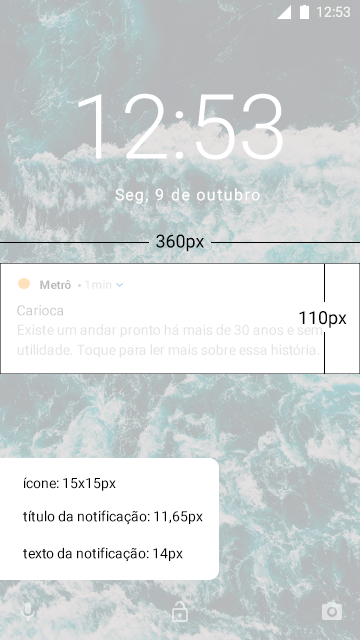 12:53
12:53
Seg, 9 de outubro
360px
Metrô • 1min
Carioca
110px
Existe um andar pronto há mais de 30 anos e sem
utilidade. Toque para ler mais sobre essa história.
ícone: 15x15px
título da notificação: 11,65px
texto da notificação: 14px